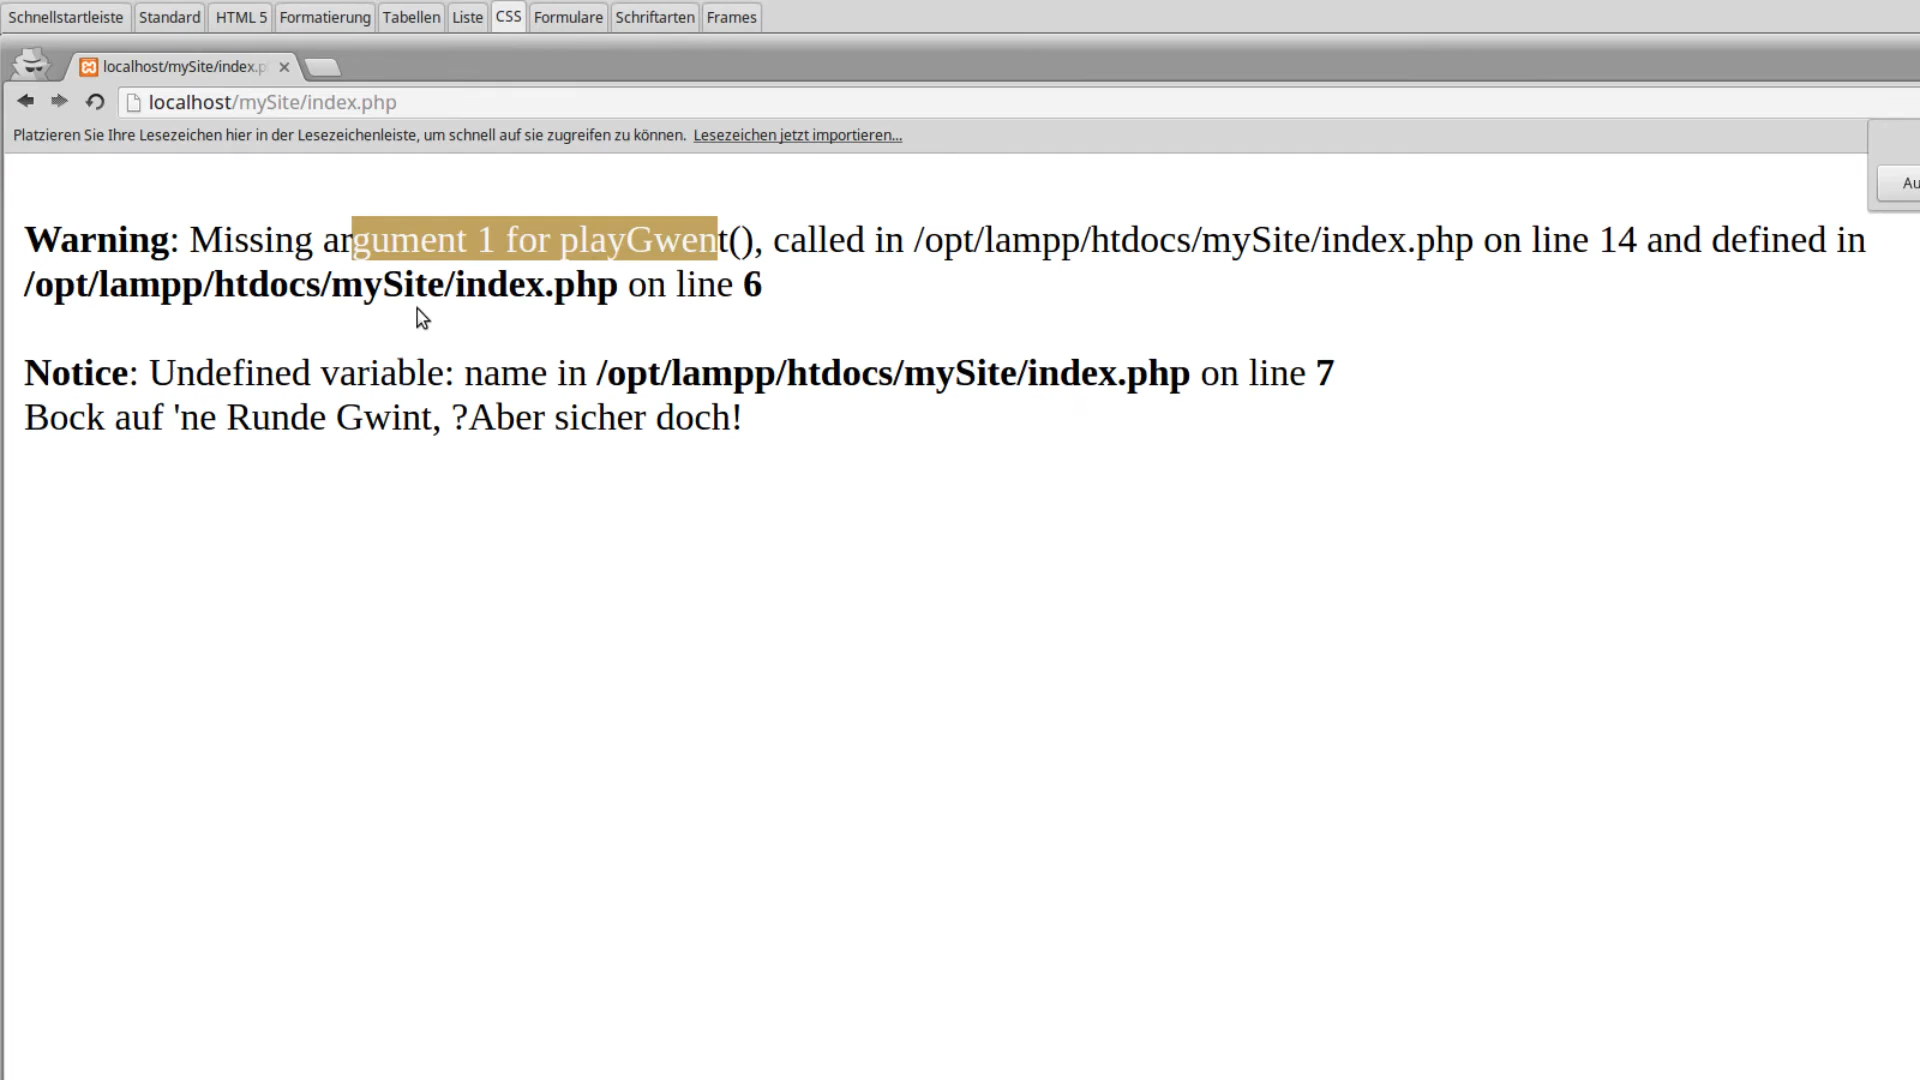 Schnellstartleiste Standard HTML 5 Formatierung Tabellen Liste CSS Formulare Schriftarten Frames
localhost/mySite/index.p
localhost/mySite/index.php
Platzieren Sie Ihre Lesezeichen hier in der Lesezeichenleiste, um schnell auf sie zugreifen zu können. Lesezeichen jetzt importieren...
Au
Warning: Missing argument 1 for playGwent(), called in /opt/lampp/htdocs/mySite/index.php on line 14 and defined in
/opt/lampp/htdocs/mySite/index.php on line 6
Notice: Undefined variable: name in /opt/lampp/htdocs/mySite/index.php on line 7
Bock auf 'ne Runde Gwint, ?Aber sicher doch!